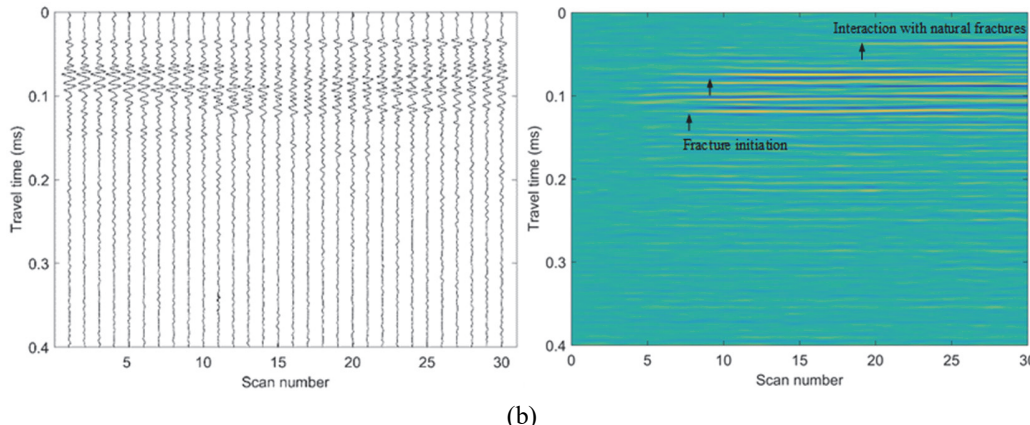 0
0.1
0.2
0.3
0.4
Travel time (ms)
5 10 15 20 25 30
Scan number
0
0.1
0.2
0.3
0.4
Travel time (ms)
Interaction with natural fractures
Fracture initiation
0 5 10 15 20 25 30
Scan number
(b)